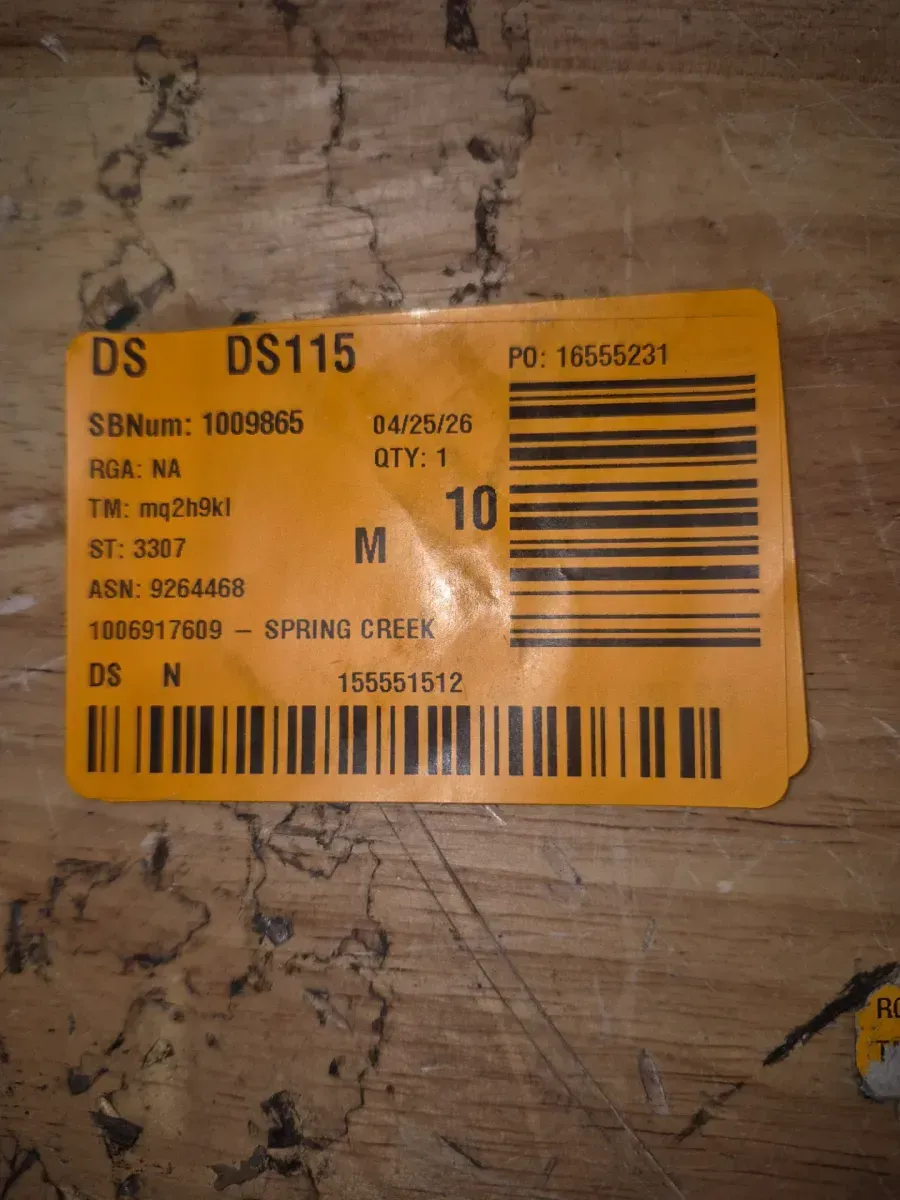 DS DS115 PO: 16555231
SBNum: 1009865 04/25/26
RGA: NA QTY: 1
TM: mq2h9kl 10
ST: 3307 M
ASN: 9264468
1006917609 – SPRING CREEK
DS N 155551512